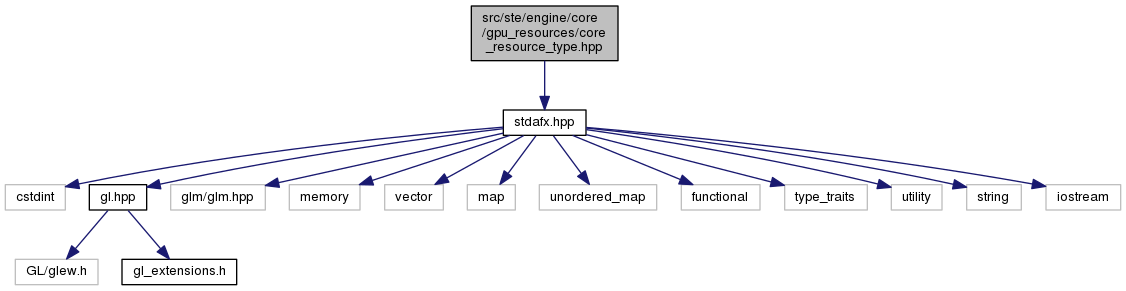 src/ste/engine/core
/gpu_resources/core
_resource_type.hpp
stdafx.hpp
cstdint
gl.hpp
glm/glm.hpp
memory
vector
map
unordered_map
functional
type_traits
utility
string
iostream
GL/glew.h
gl_extensions.h